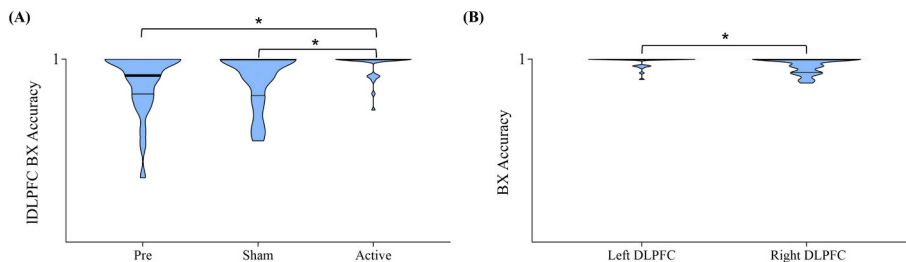 (A)
*
*
1
lDLPFC BX Accuracy
Pre
Sham
Active
(B)
*
1
BX Accuracy
Left DLPFC
Right DLPFC